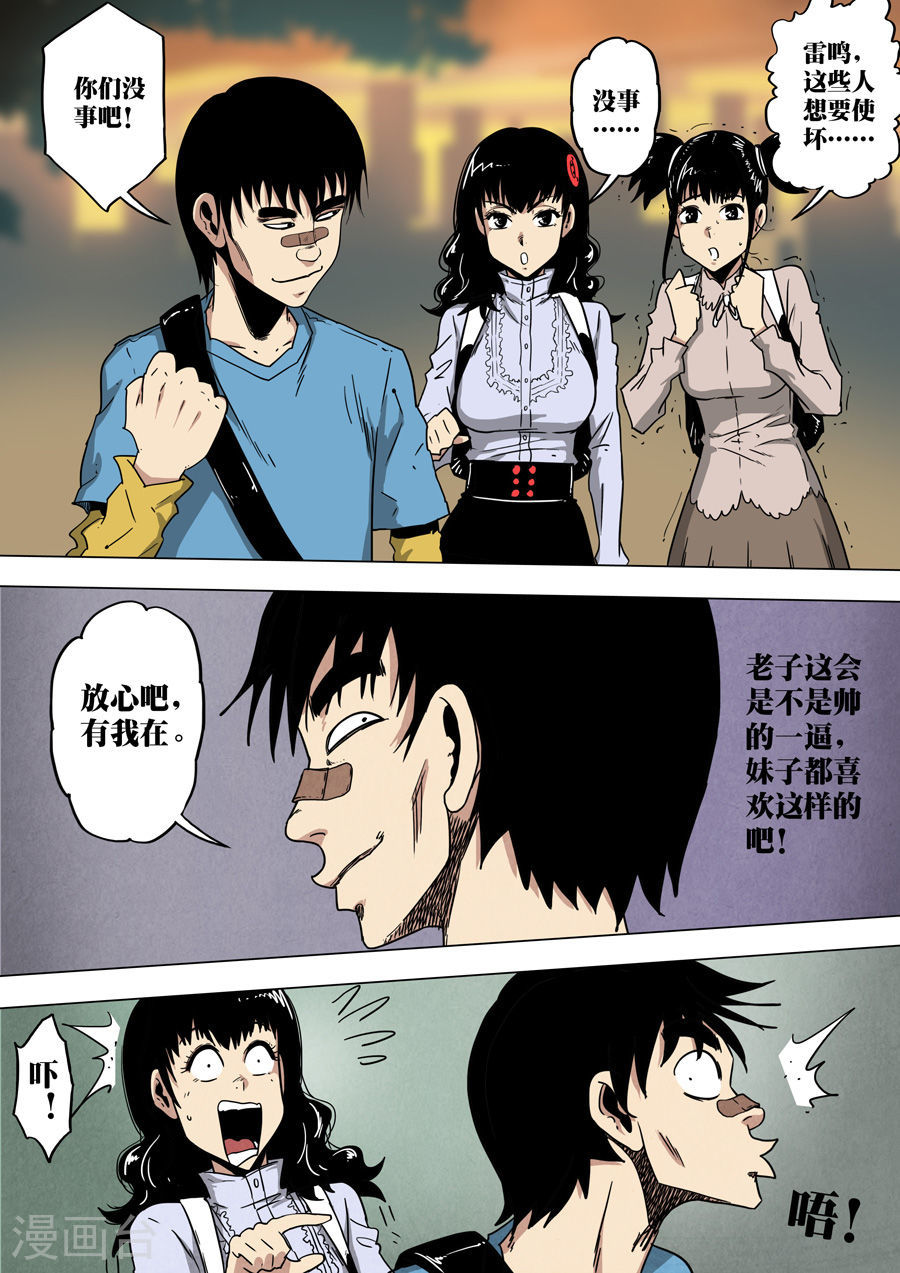 你们没
事吧！
没事
……
雷鸣，
这些人
想要使
坏……
放心吧，
有我在。
老子这会
是不是帅
的一逼，
妹子都喜
欢这样的
吧！
吓！
唔！
漫画台